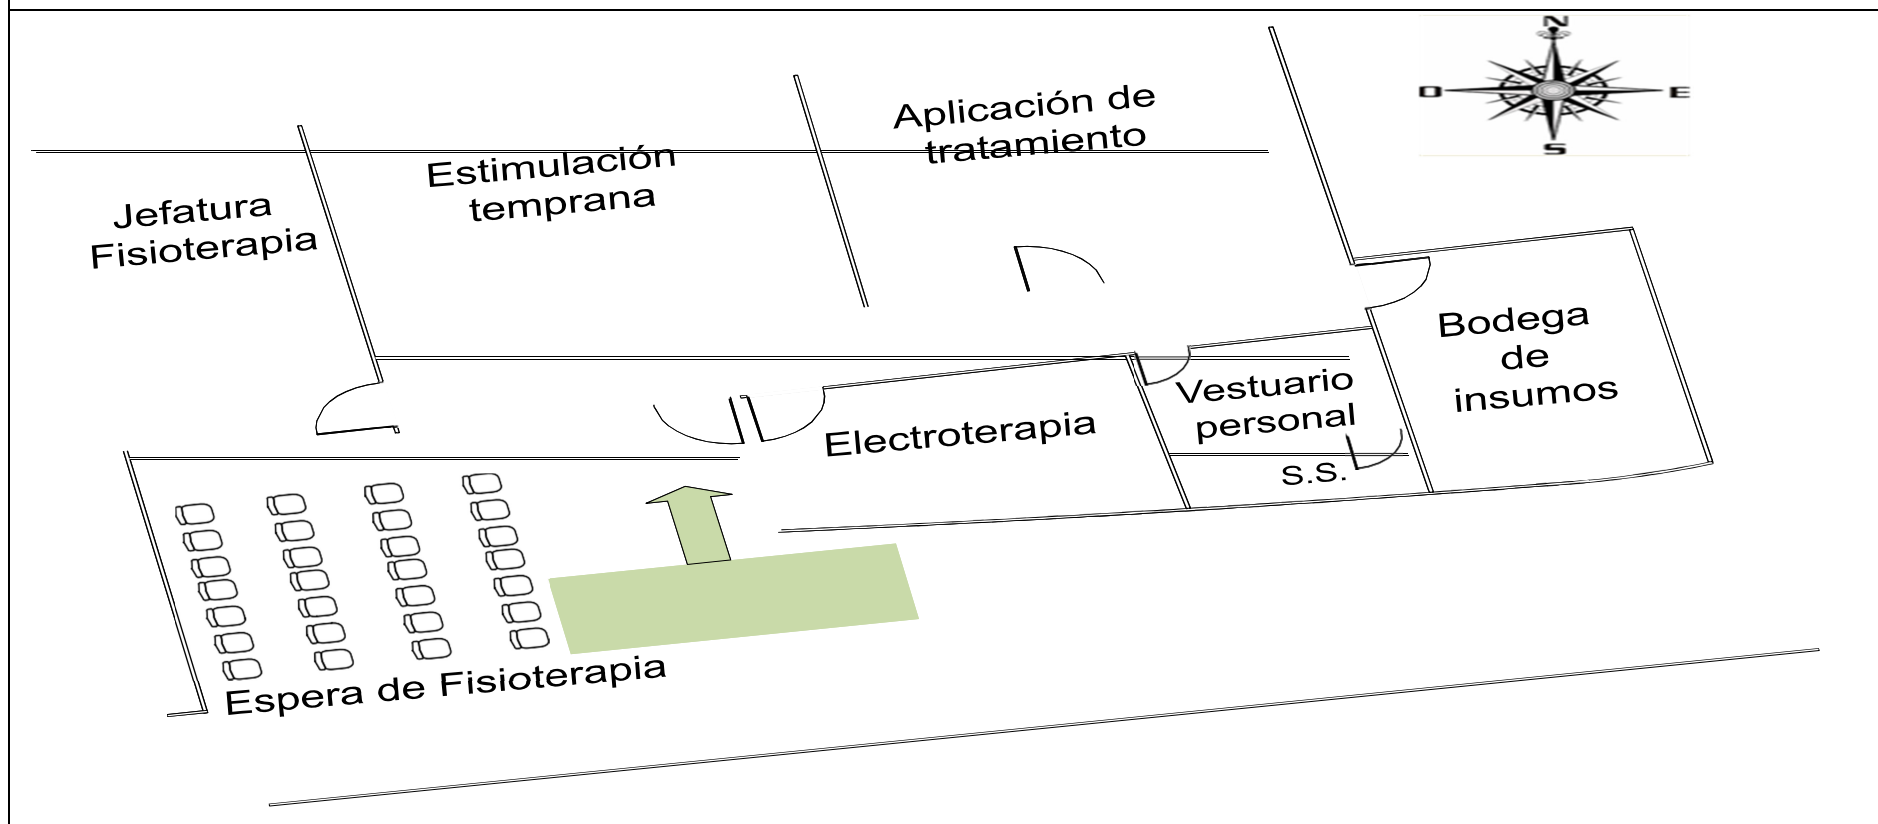 N
O
E
S
Aplicación de
tratamiento
Estimulación
temprana
Jefatura
Fisioterapia
Bodega
de
insumos
Vestuario
personal
Electroterapia
S.S.
Espera de Fisioterapia